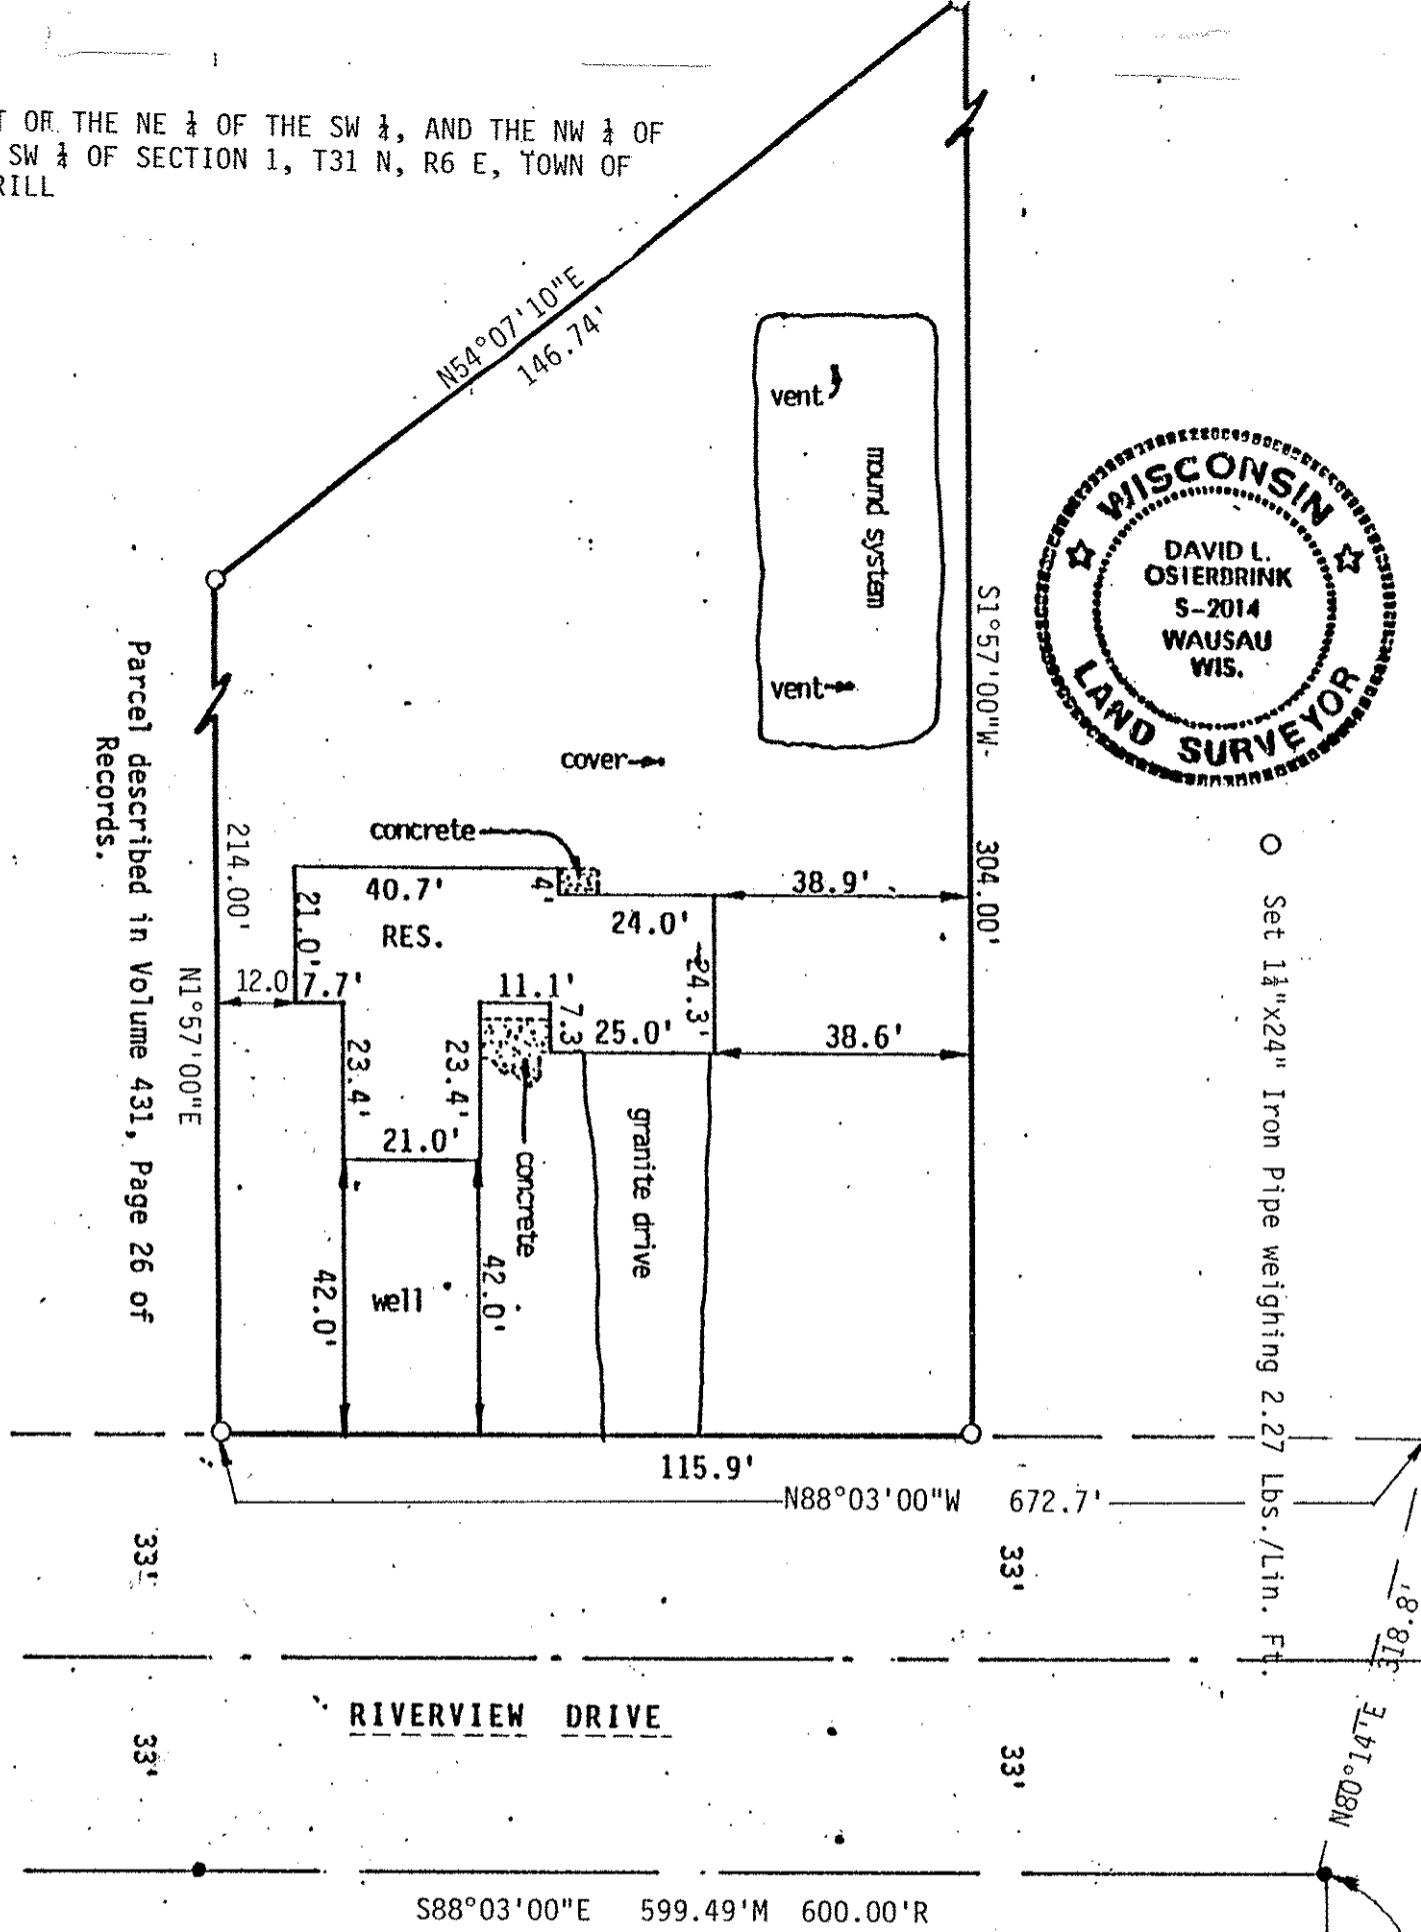 T OF THE NE ¼ OF THE SW ¼, AND THE NW ¼ OF
SW ¼ OF SECTION 1, T31 N, R6 E, TOWN OF
RILL
N54°07'10"E
146.74'
vent
mound system
vent
S1°57'00"W
304.00'
WISCONSIN
DAVID L.
OSTERBRINK
S-2014
WAUSAU
WIS.
LAND SURVEYOR
O Set 1¼"x24" Iron Pipe weighing 2.27 Lbs./Lin. Ft.
cover
concrete
Parcel described in Volume 431, Page 26 of
Records.
214.00'
N1°57'00"E
40.7'
4'
38.9'
RES.
24.0'
21.0'
24.3'
12.0
7.7'
11.1'
7.3
25.0'
38.6'
23.4'
23.4'
21.0'
concrete
granite drive
42.0'
well
42.0'
115.9'
N88°03'00"W 672.7'
33'
33'
318.8'
N80°14'E
RIVERVIEW DRIVE
33'
33'
S88°03'00"E 599.49'M 600.00'R